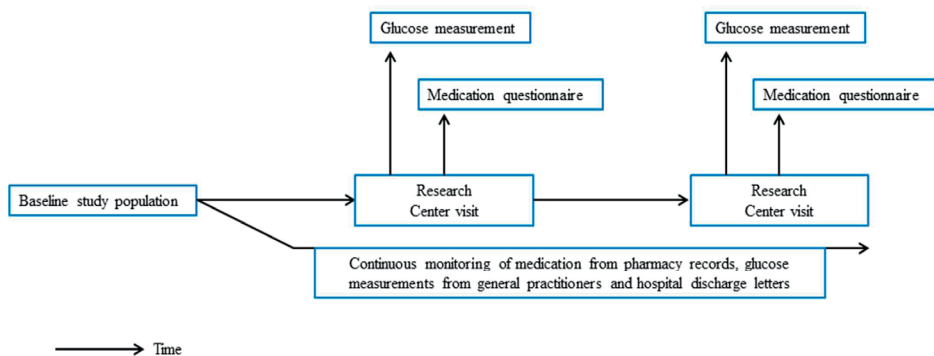 Glucose measurement
Glucose measurement
Medication questionnaire
Medication questionnaire
Baseline study population
Research
Center visit
Research
Center visit
Continuous monitoring of medication from pharmacy records, glucose
measurements from general practitioners and hospital discharge letters
Time